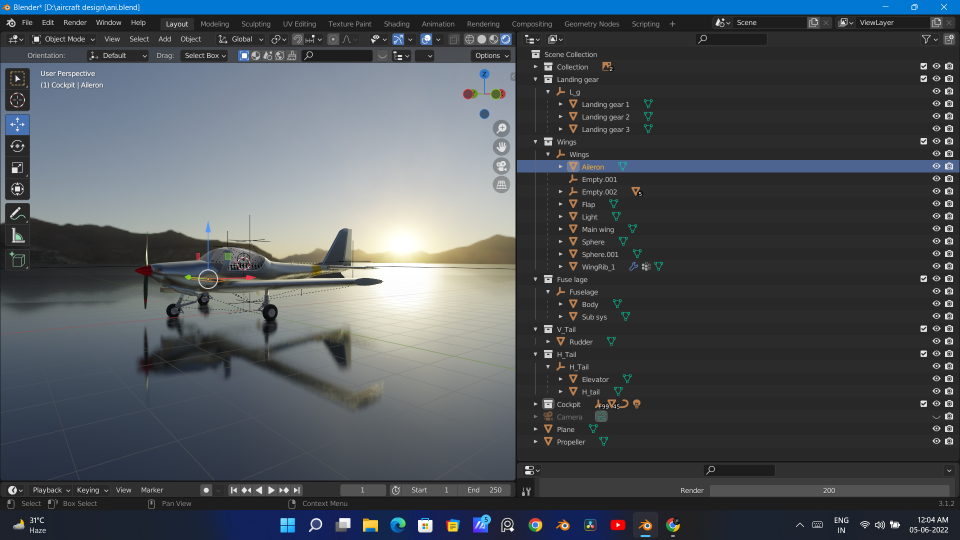 Blender* [D:\aircraft design\ani.blend]
File Edit Render Window Help Layout Modeling Sculpting UV Editing Texture Paint Shading Animation Rendering Compositing Geometry Nodes Scripting + Scene ViewLayer
Object Mode View Select Add Object Global
Orientation: Default Drag: Select Box Options
User Perspective
(1) Cockpit | Aileron
Z
Scene Collection
Collection 2
Landing gear
L_g
Landing gear 1
Landing gear 2
Landing gear 3
Wings
Wings
Aileron
Empty.001
Empty.002 5
Flap
Light
Main wing
Sphere
Sphere.001
WingRib_1
Fuse lage
Fuselage
Body
Sub sys
V_Tail
Rudder
H_Tail
H_Tail
Elevator
H_tail
Cockpit
Camera
Plane
Propeller
Playback Keying View Marker 1 Start 1 End 250
Render 200
Select Box Select Pan View Context Menu 3.1.2
31°C
Haze
ENG
IN
12:04 AM
05-06-2022